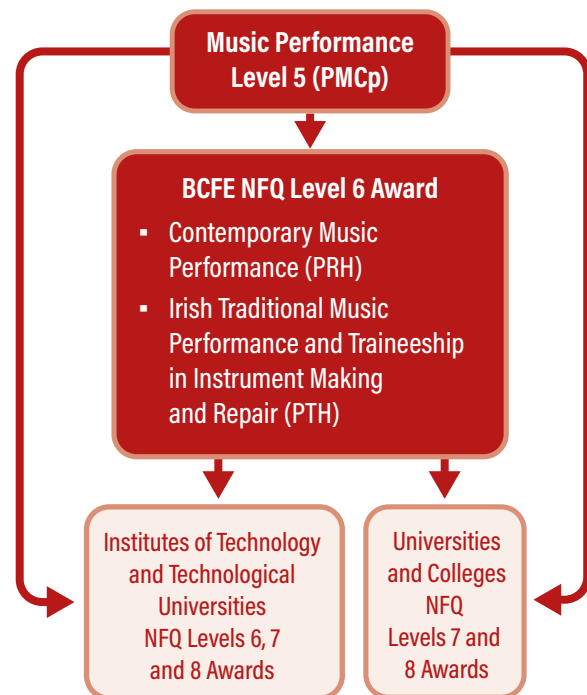 Music Performance
Level 5 (PMCp)
BCFE NFQ Level 6 Award
▪ Contemporary Music
Performance (PRH)
▪ Irish Traditional Music
Performance and Traineeship
in Instrument Making
and Repair (PTH)
Institutes of Technology
and Technological
Universities
NFQ Levels 6, 7
and 8 Awards
Universities
and Colleges
NFQ
Levels 7 and
8 Awards